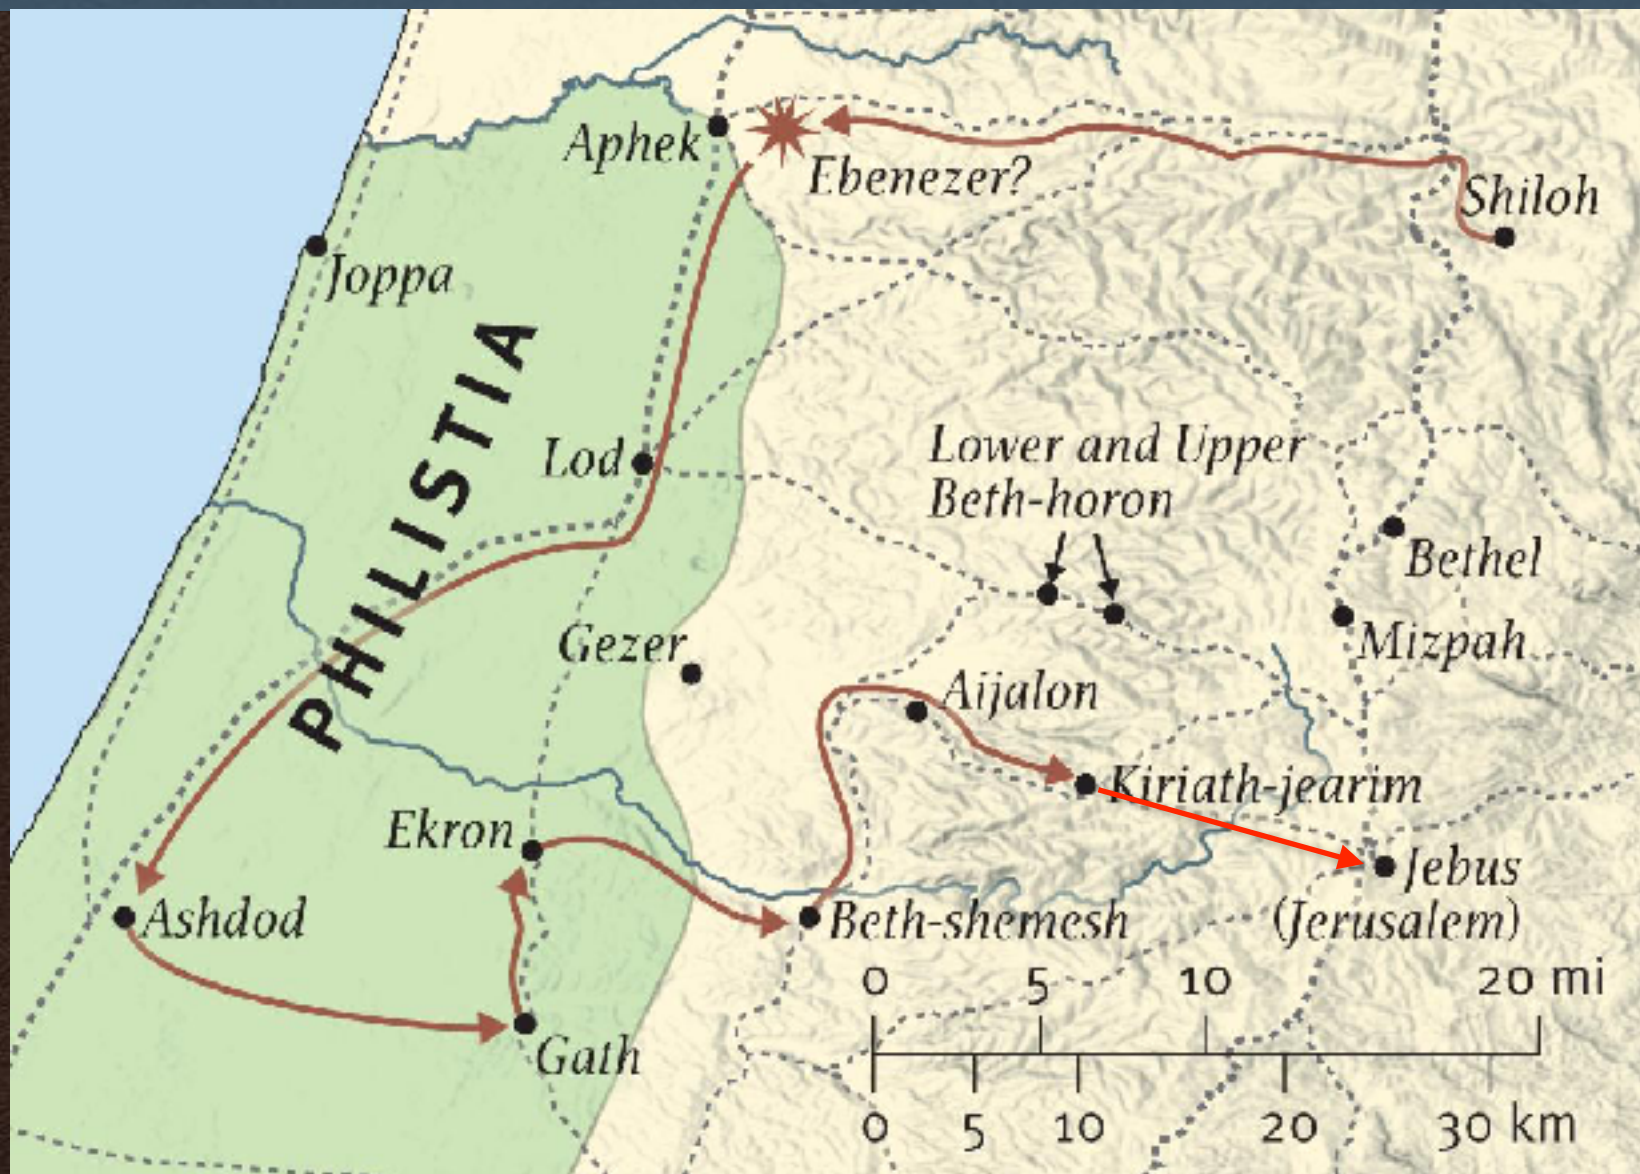 Aphek
Ebenezer?
Shiloh
Joppa
PHILISTIA
Lod
Lower and Upper
Beth-horon
Bethel
Gezer
Mizpah
Aijalon
Kiriath-jearim
Ekron
Jebus
(Jerusalem)
Ashdod
Beth-shemesh
0 5 10 20 mi
Gath
0 5 10 20 30 km